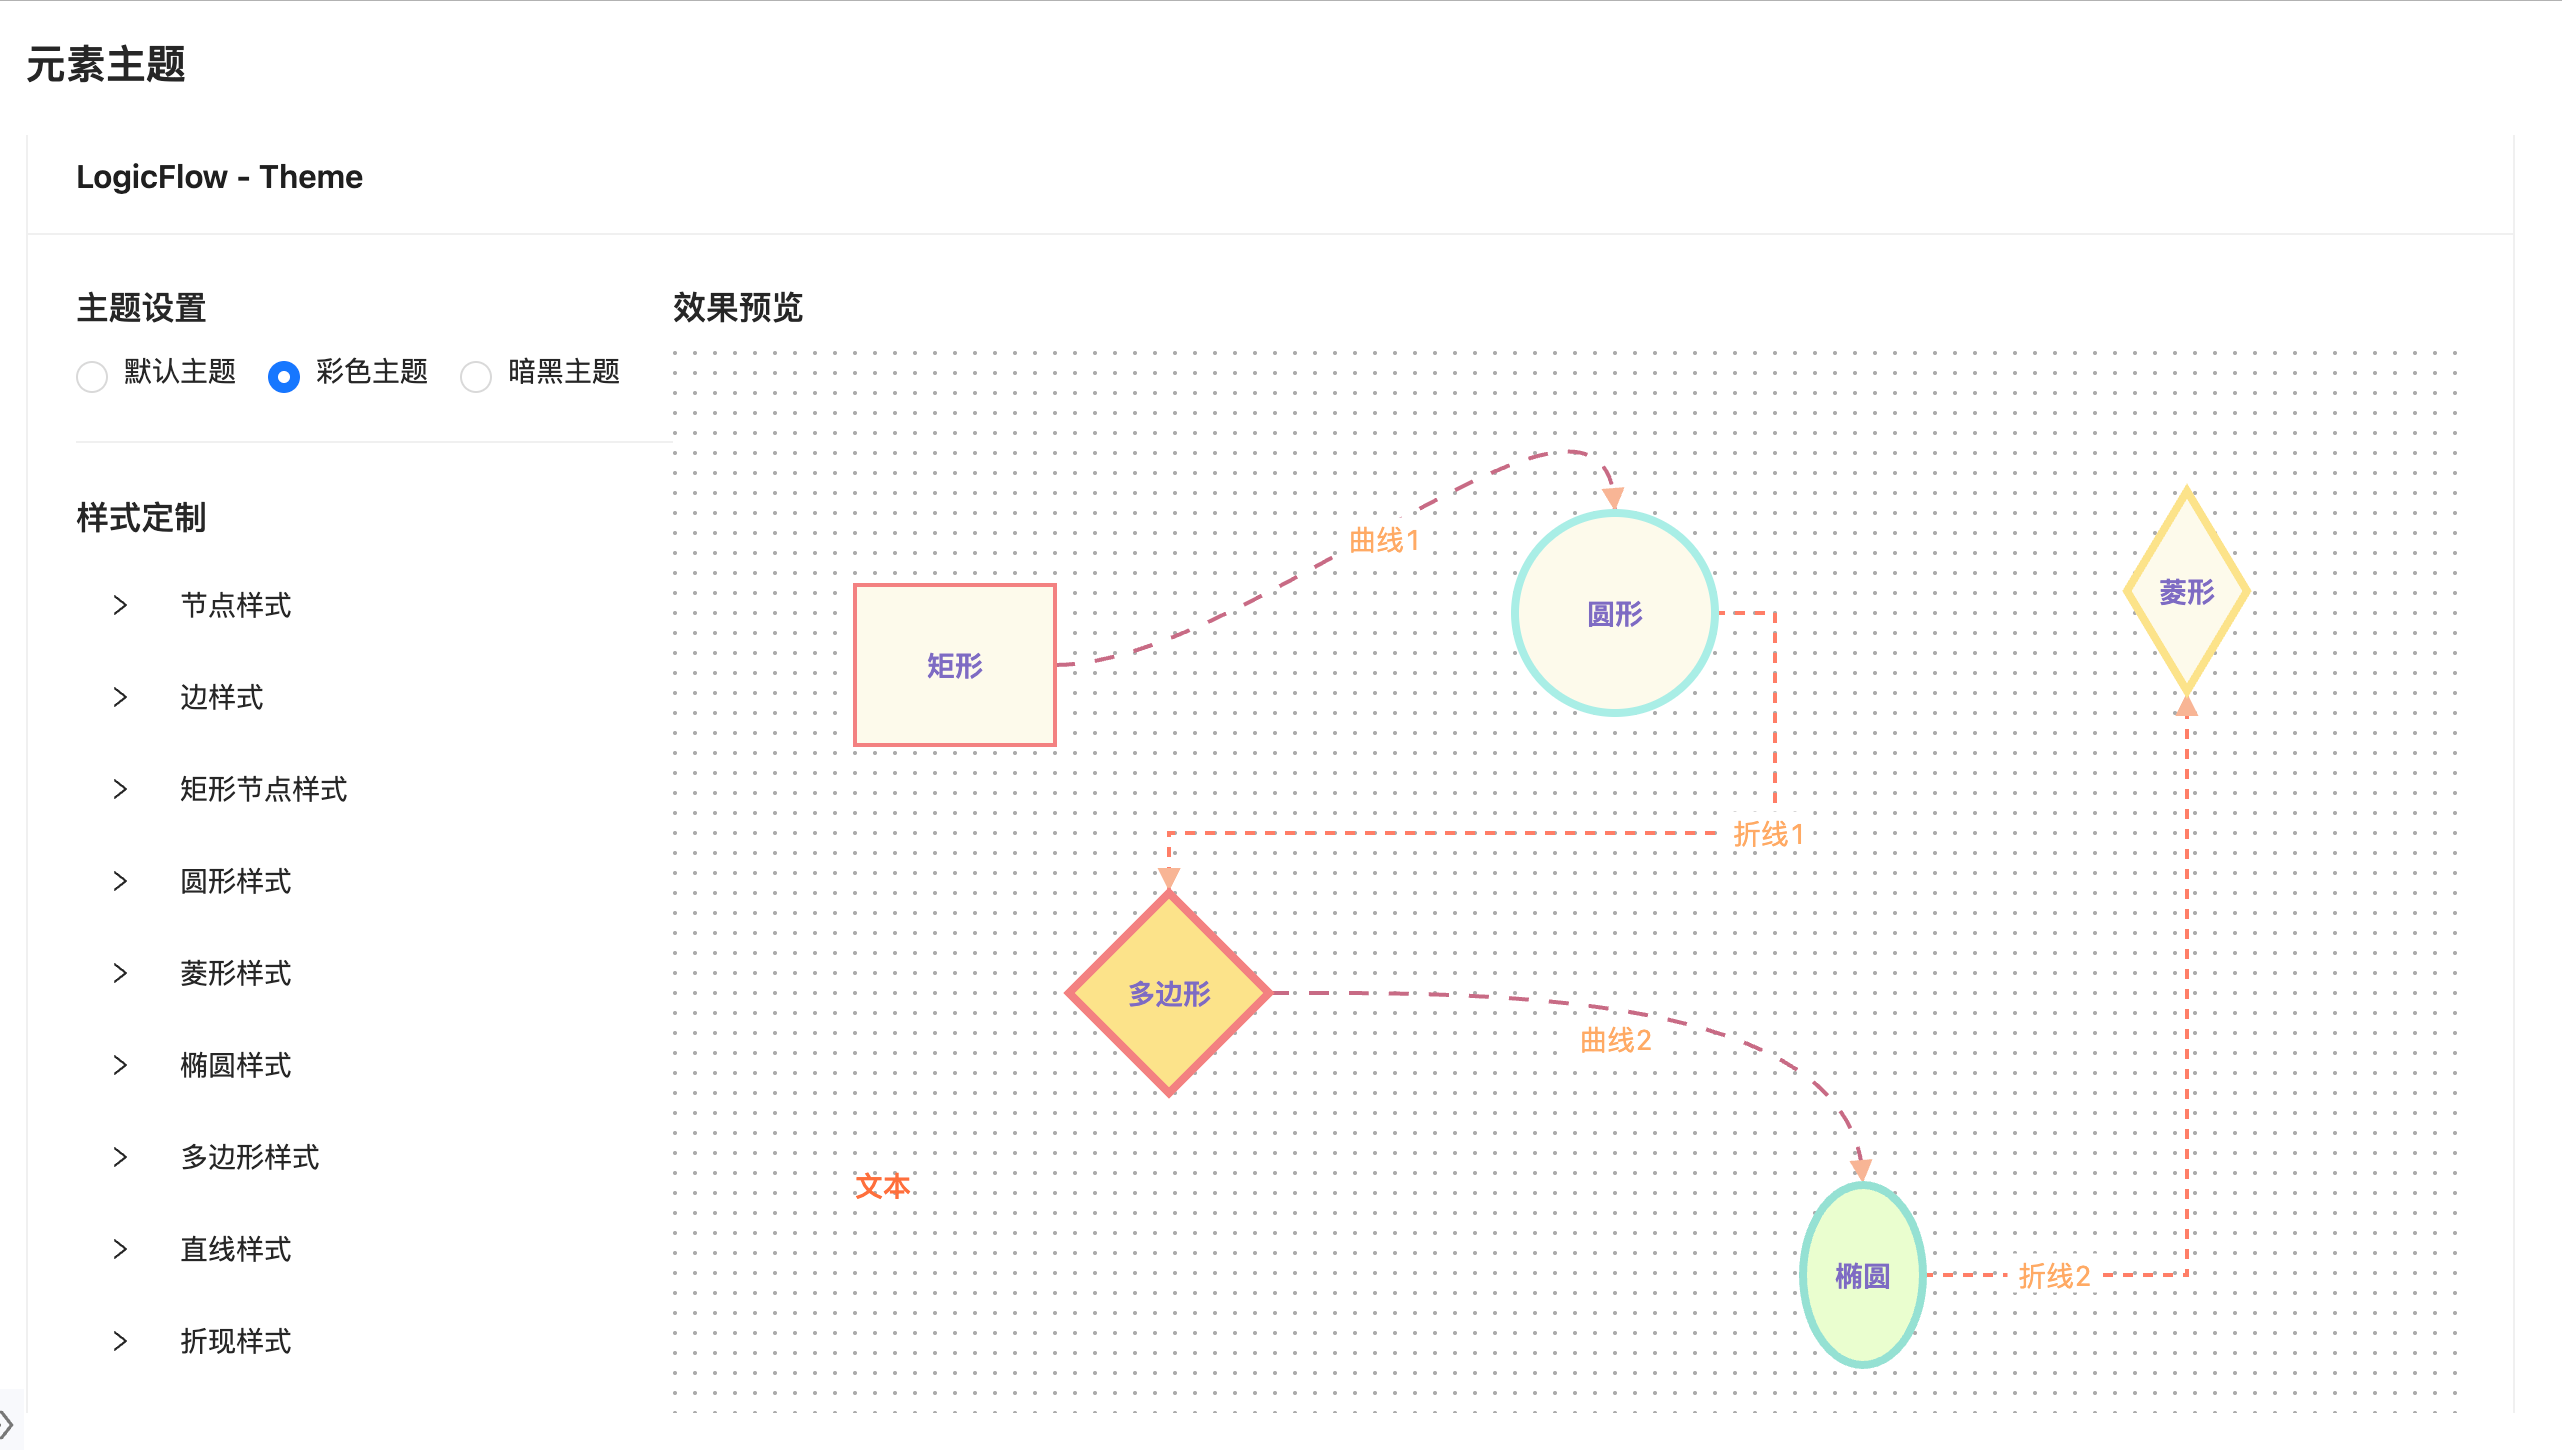 元素主题
LogicFlow - Theme
主题设置
默认主题 彩色主题 暗黑主题
样式定制
节点样式
边样式
矩形节点样式
圆形样式
菱形样式
椭圆样式
多边形样式
直线样式
折现样式
效果预览
曲线1
菱形
圆形
矩形
折线1
多边形
曲线2
文本
椭圆
折线2